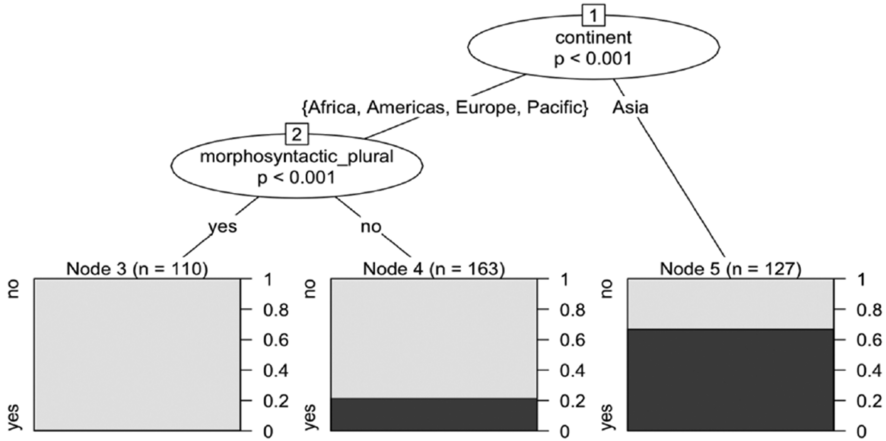 1
continent
p < 0.001
{Africa, Americas, Europe, Pacific} Asia
2
morphosyntactic_plural
p < 0.001
yes no
Node 3 (n = 110)
no
yes
1
0.8
0.6
0.4
0.2
0
Node 4 (n = 163)
no
yes
1
0.8
0.6
0.4
0.2
0
Node 5 (n = 127)
no
yes
1
0.8
0.6
0.4
0.2
0